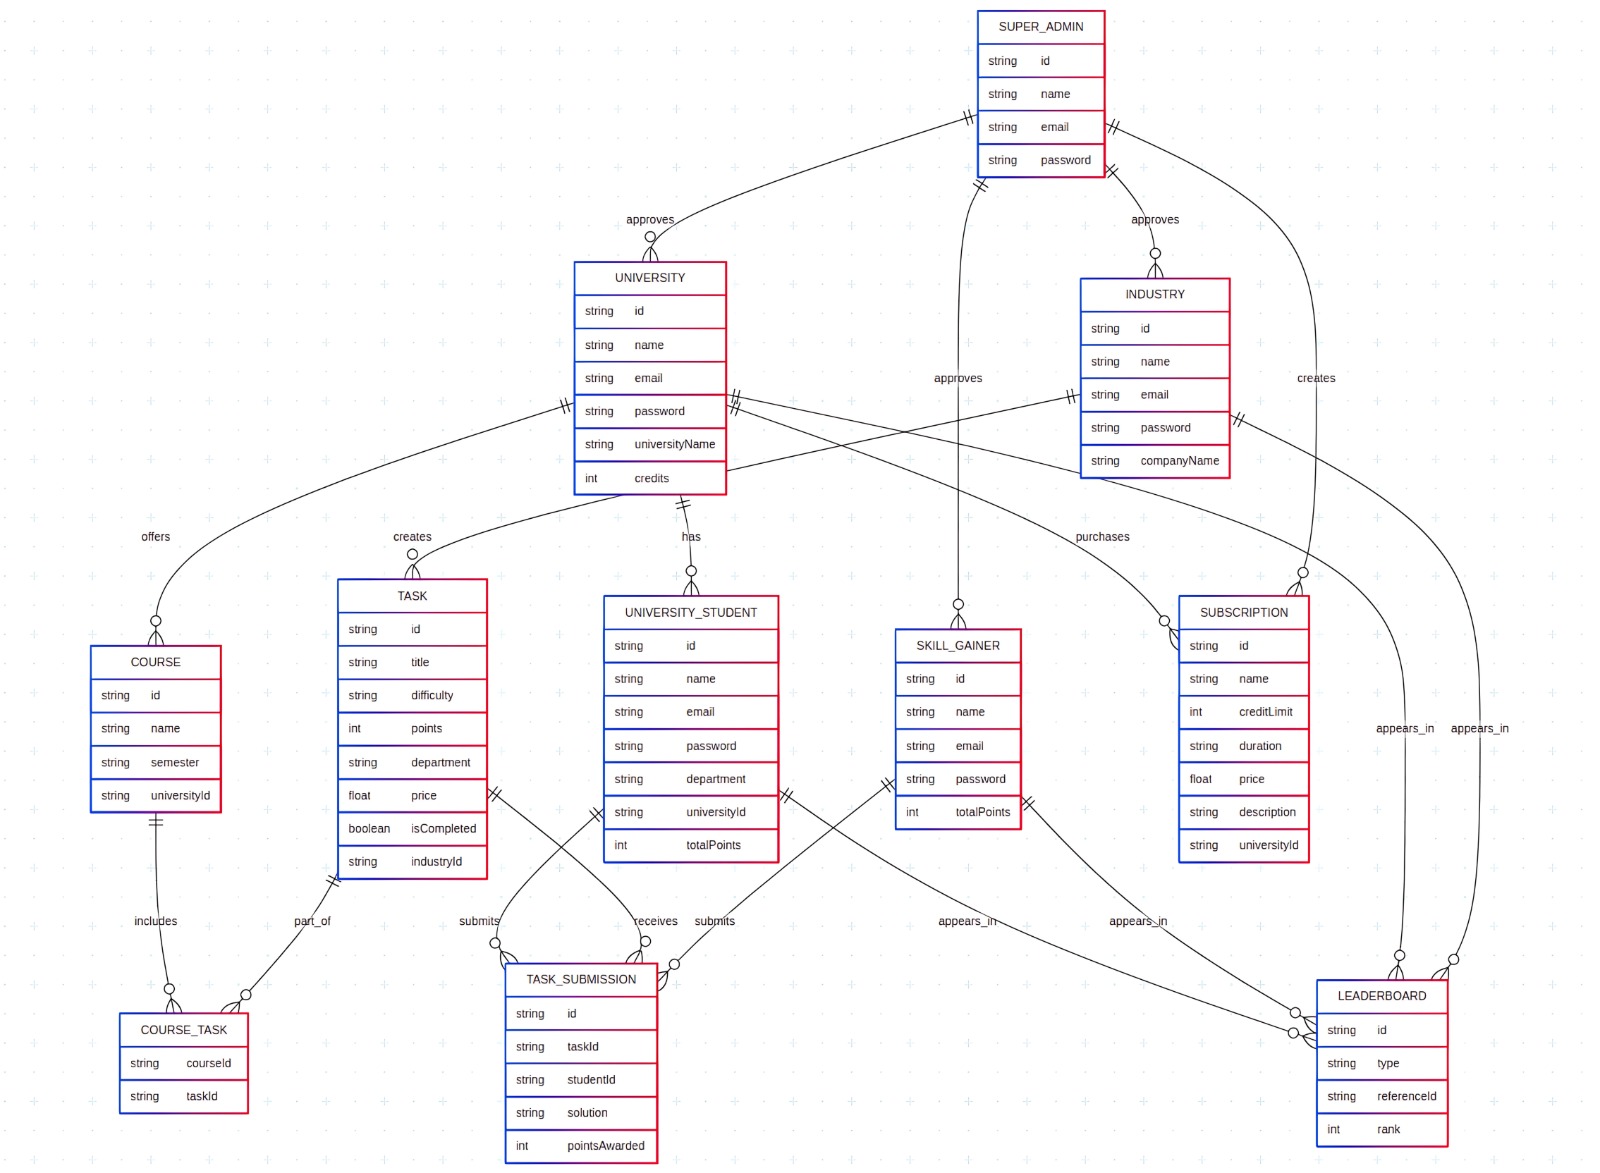 SUPER_ADMIN
string id
string name
string email
string password
approves
approves
UNIVERSITY
string id
string name
string email
string password
string universityName
int credits
INDUSTRY
string id
string name
string email
string password
string companyName
approves
creates
offers
creates
has
purchases
TASK
string id
string title
string difficulty
int points
string department
float price
boolean isCompleted
string industryId
UNIVERSITY_STUDENT
string id
string name
string email
string password
string department
string universityId
int totalPoints
SUBSCRIPTION
string id
string name
int creditLimit
string duration
float price
string description
string universityId
SKILL_GAINER
string id
string name
string email
string password
int totalPoints
COURSE
string id
string name
string semester
string universityId
appears_in
appears_in
includes
part_of
submits
receives
submits
appears_in
appears_in
TASK_SUBMISSION
string id
string taskId
string studentId
string solution
int pointsAwarded
LEADERBOARD
string id
string type
string referenceId
int rank
COURSE_TASK
string courseId
string taskId